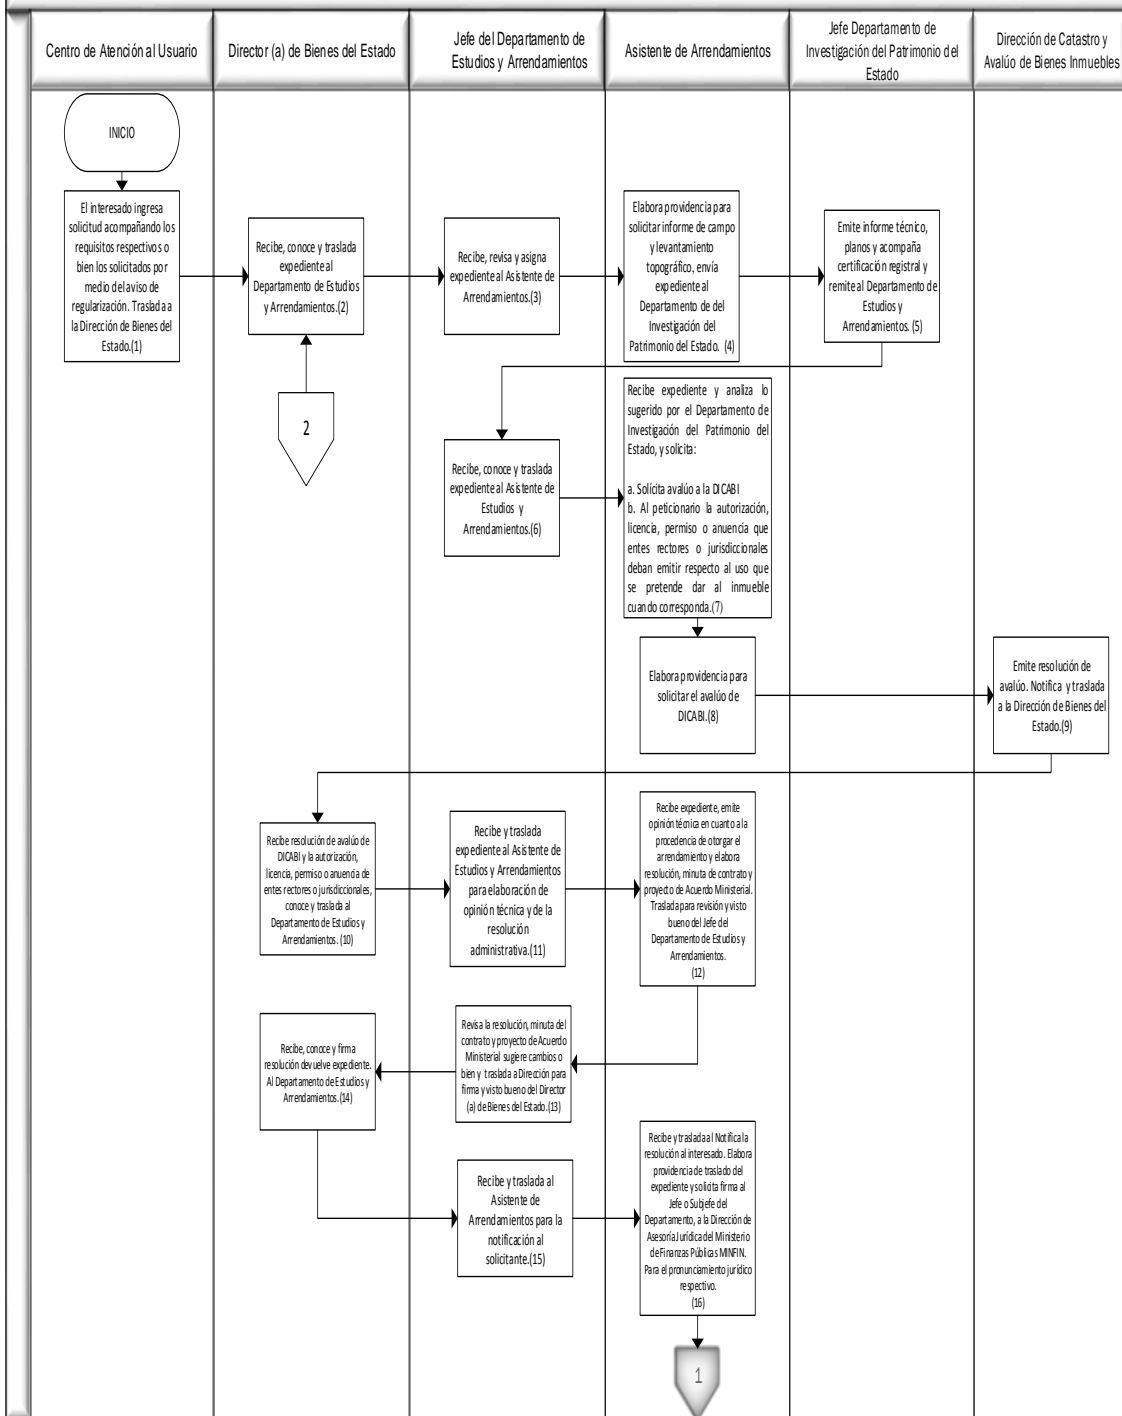 Centro de Atención al Usuario
Director (a) de Bienes del Estado
Jefe del Departamento de
Estudios y Arrendamientos
Asistente de Arrendamientos
Jefe Departamento de
Investigación del Patrimonio del
Estado
Dirección de Catastro y
Avalúo de Bienes Inmuebles
INICIO
El interesado ingresa
solicitud acompañando los
requisitos respectivos o
bien los solicitados por
medio del aviso de
regularización. Traslada a
la Dirección de Bienes del
Estado.(1)
Recibe, conoce y traslada
expediente al
Departamento de Estudios
y Arrendamientos.(2)
Recibe, revisa y asigna
expediente al Asistente de
Arrendamientos.(3)
Elabora providencia para
solicitar informe de campo
y levantamiento
topográfico, envía
expediente al
Departamento de del
Investigación del
Patrimonio del Estado. (4)
Emite informe técnico,
planos y acompaña
certificación registral y
remite al Departamento de
Estudios y
Arrendamientos. (5)
2
Recibe, conoce y traslada
expediente al Asistente de
Estudios y
Arrendamientos.(6)
Recibe expediente y analiza lo
sugerido por el Departamento de
Investigación del Patrimonio del
Estado, y solicita:
a. Solícita avalúo a la DICABI
b. Al peticionario la autorización,
licencia, permiso o anuencia que
entes rectores o jurisdiccionales
deban emitir respecto al uso que
se pretende dar al inmueble
cuando corresponda.(7)
Elabora providencia para
solicitar el avalúo de
DICABI.(8)
Emite resolución de
avalúo. Notifica y traslada
a la Dirección de Bienes del
Estado.(9)
Recibe resolución de avalúo de
DICABI y la autorización,
licencia, permiso o anuencia de
entes rectores o jurisdiccionales,
conoce y traslada al
Departamento de Estudios y
Arrendamientos. (10)
Recibe y traslada
expediente al Asistente de
Estudios y Arrendamientos
para elaboración de
opinión técnica y de la
resolución
administrativa.(11)
Recibe expediente, emite
opinión técnica en cuanto a la
procedencia de otorgar el
arrendamiento y elabora
resolución, minuta de contrato y
proyecto de Acuerdo Ministerial.
Traslada para revisión y visto
bueno del Jefe del
Departamento de Estudios y
Arrendamientos.
(12)
Recibe, conoce y firma
resolución devuelve expediente.
Al Departamento de Estudios y
Arrendamientos.(14)
Revisa la resolución, minuta del
contrato y proyecto de Acuerdo
Ministerial sugiere cambios o
bien y traslada a Dirección para
firma y visto bueno del Director
(a) de Bienes del Estado.(13)
Recibe y traslada al
Asistente de
Arrendamientos para la
notificación al
solicitante.(15)
Recibe y traslada al Notifica la
resolución al interesado. Elabora
providencia de traslado del
expediente y solicita firma al
Jefe o Subjefe del
Departamento, a la Dirección de
Asesoría Jurídica del Ministerio
de Finanzas Públicas MINFIN.
Para el pronunciamiento jurídico
respectivo.
(16)
1